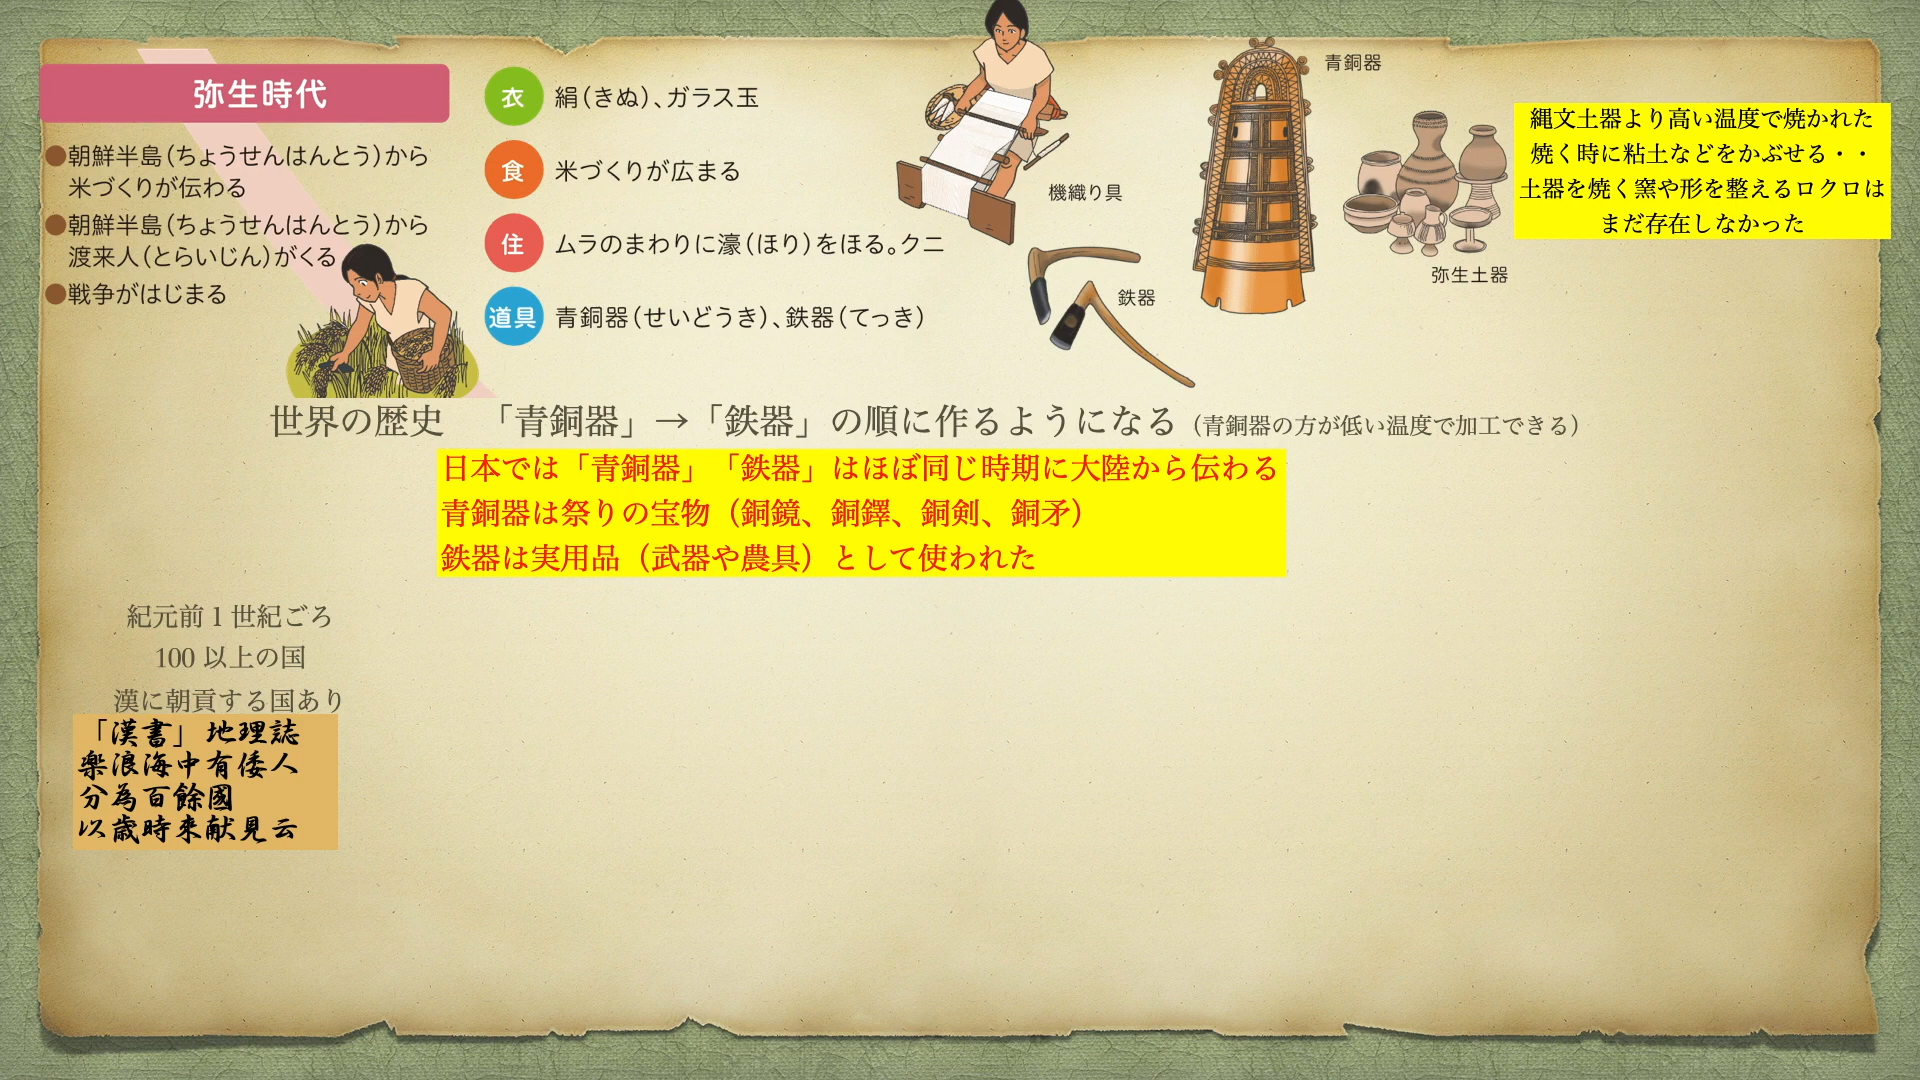 弥生時代
●朝鮮半島(ちょうせんはんとう)から
米づくりが伝わる
●朝鮮半島(ちょうせんはんとう)から
渡来人(とらいじん)がくる
●戦争がはじまる
衣 絹(きぬ)、ガラス玉
食 米づくりが広まる
住 ムラのまわりに濠(ほり)をほる。クニ
道具 青銅器(せいどうき)、鉄器(てっき)
機織り具
鉄器
青銅器
弥生土器
縄文土器より高い温度で焼かれた
焼く時に粘土などをかぶせる・・
土器を焼く窯や形を整えるロクロは
まだ存在しなかった
世界の歴史 「青銅器」→「鉄器」の順に作るようになる(青銅器の方が低い温度で加工できる)
日本では「青銅器」「鉄器」はほぼ同じ時期に大陸から伝わる
青銅器は祭りの宝物(銅鏡、銅鐸、銅剣、銅矛)
鉄器は実用品(武器や農具)として使われた
紀元前1世紀ごろ
100以上の国
漢に朝貢する国あり
「漢書」地理誌
楽浪海中有倭人
分為百餘國
以歳時来献見云